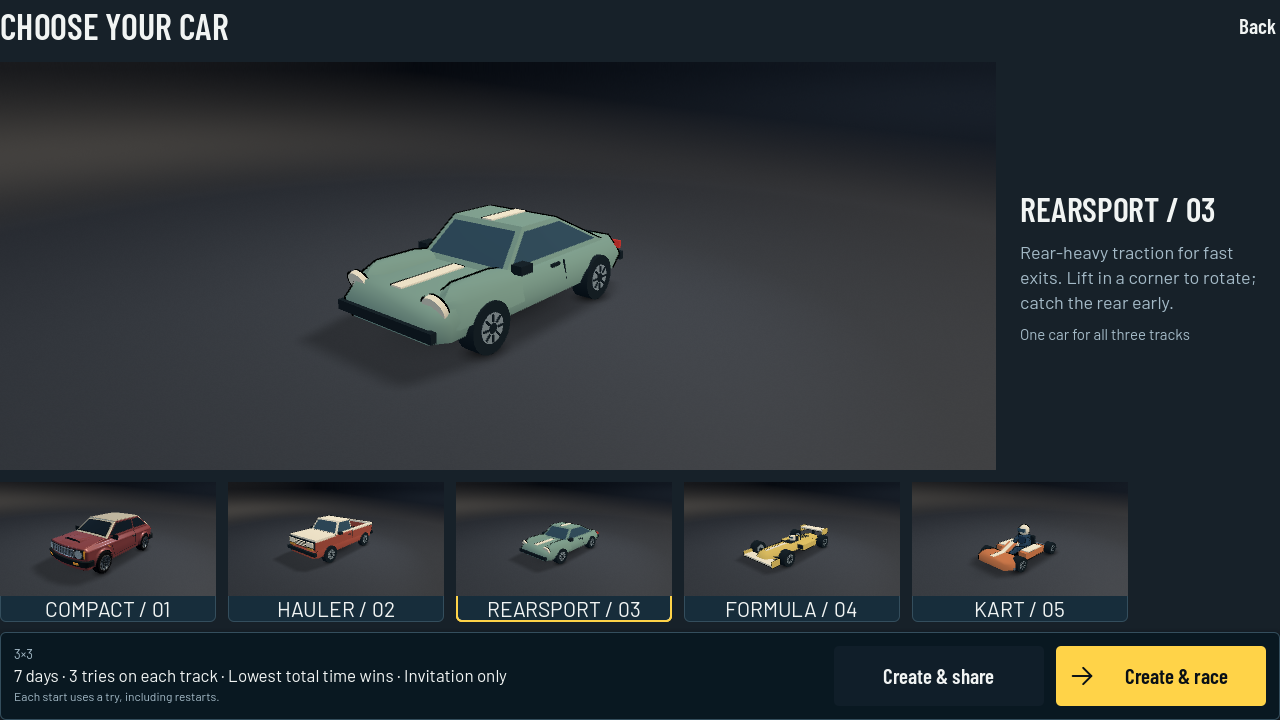 CHOOSE YOUR CAR
Back
REARSPORT / 03
Rear-heavy traction for fast
exits. Lift in a corner to rotate;
catch the rear early.
One car for all three tracks
COMPACT / 01
HAULER / 02
REARSPORT / 03
FORMULA / 04
KART / 05
3×3
7 days · 3 tries on each track · Lowest total time wins · Invitation only
Each start uses a try, including restarts.
Create & share
Create & race